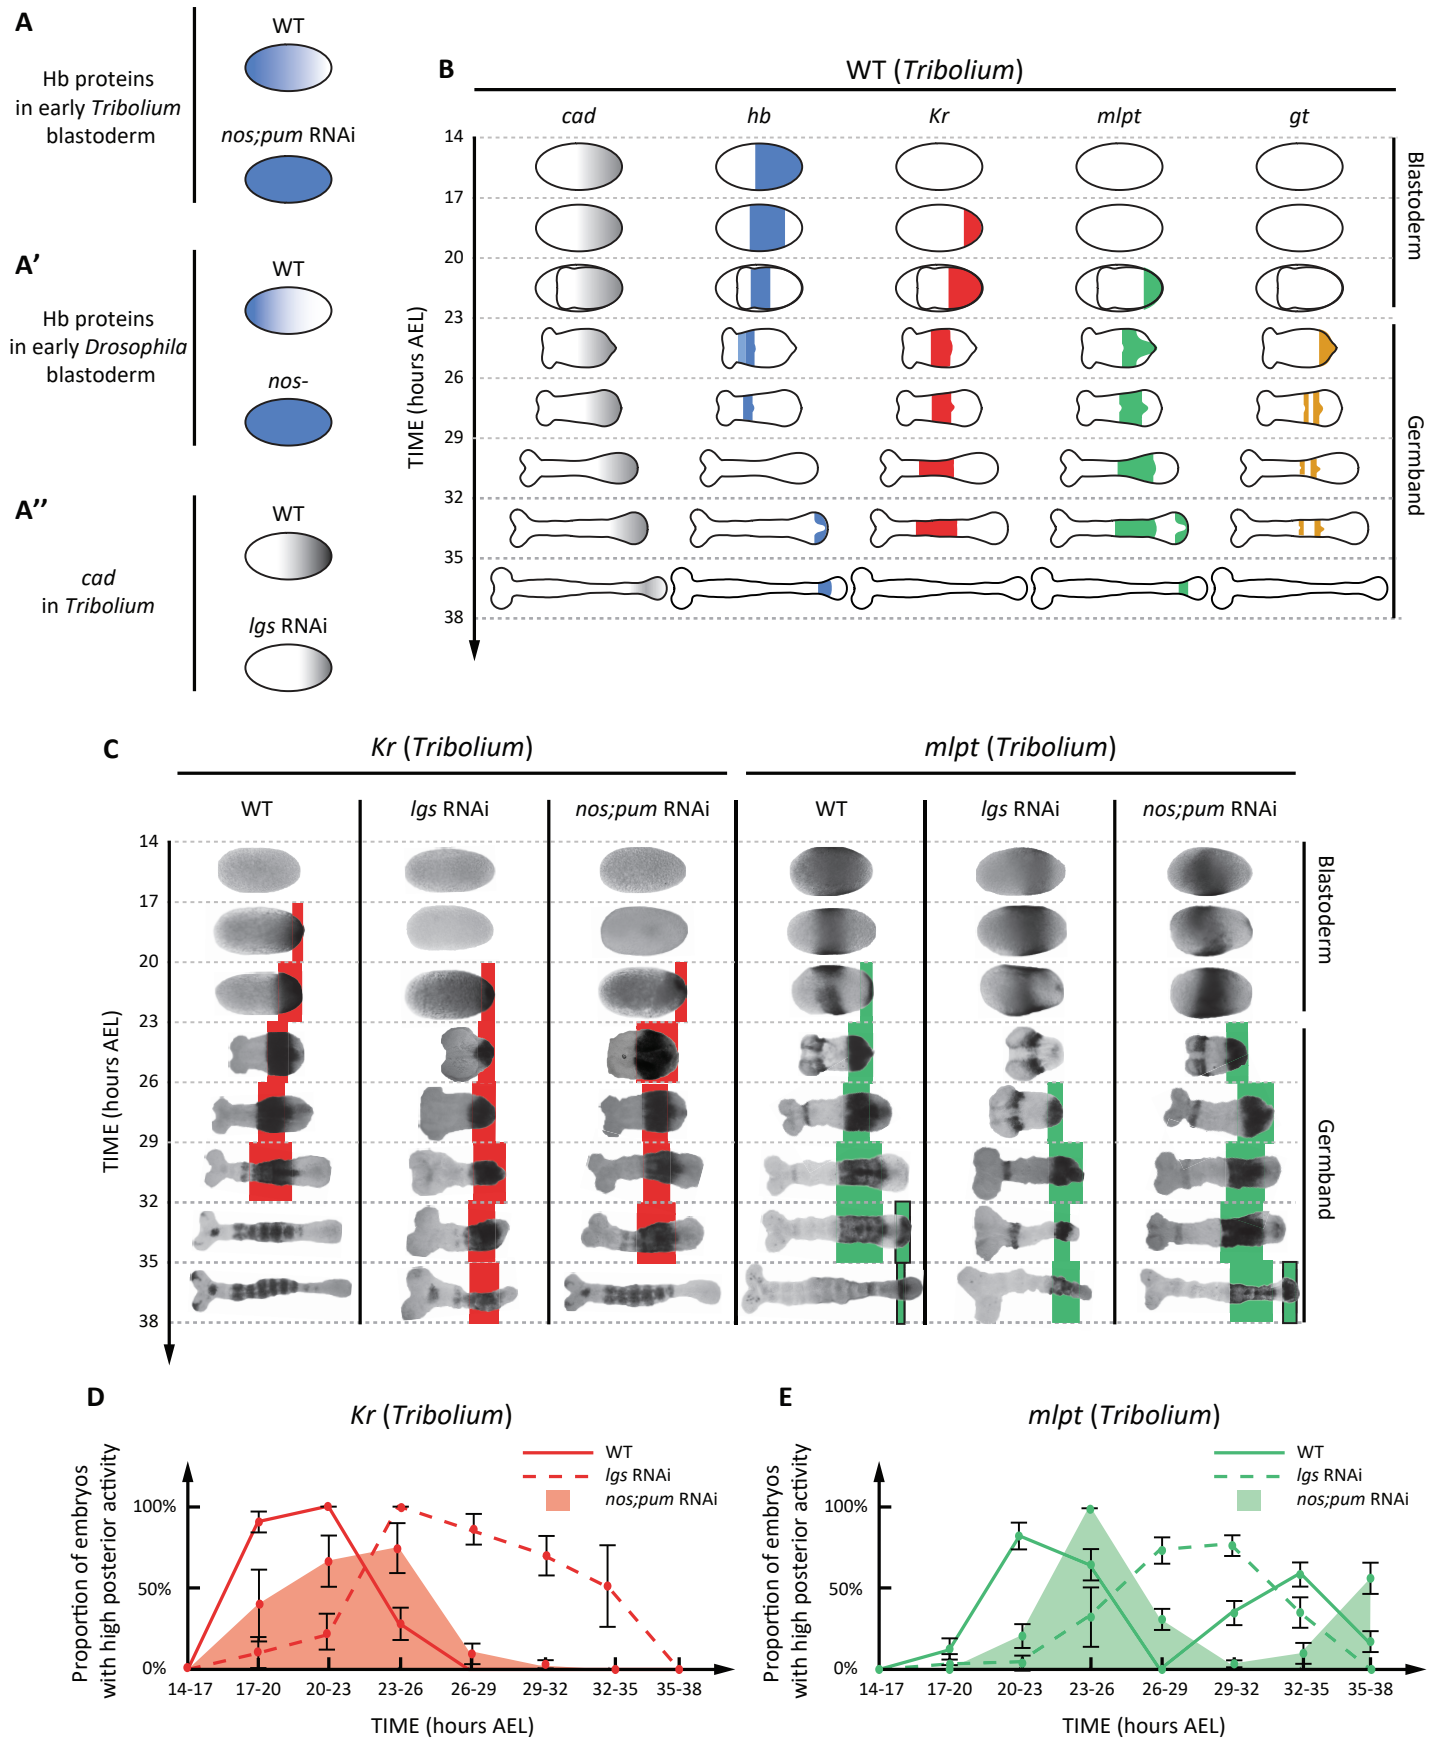 A
Hb proteins
in early Tribolium
blastoderm
WT
nos;pum RNAi
A'
Hb proteins
in early Drosophila
blastoderm
WT
nos-
A''
cad
in Tribolium
WT
lgs RNAi
B
WT (Tribolium)
cad hb Kr mlpt gt
14
17
20
23
26
29
32
35
38
TIME (hours AEL)
Blastoderm
Germband
C
Kr (Tribolium) mlpt (Tribolium)
WT lgs RNAi nos;pum RNAi WT lgs RNAi nos;pum RNAi
14
17
20
23
26
29
32
35
38
TIME (hours AEL)
Blastoderm
Germband
D
Kr (Tribolium)
WT
lgs RNAi
nos;pum RNAi
Proportion of embryos
with high posterior activity
100%
50%
0%
14-17 17-20 20-23 23-26 26-29 29-32 32-35 35-38
TIME (hours AEL)
E
mlpt (Tribolium)
WT
lgs RNAi
nos;pum RNAi
Proportion of embryos
with high posterior activity
100%
50%
0%
14-17 17-20 20-23 23-26 26-29 29-32 32-35 35-38
TIME (hours AEL)